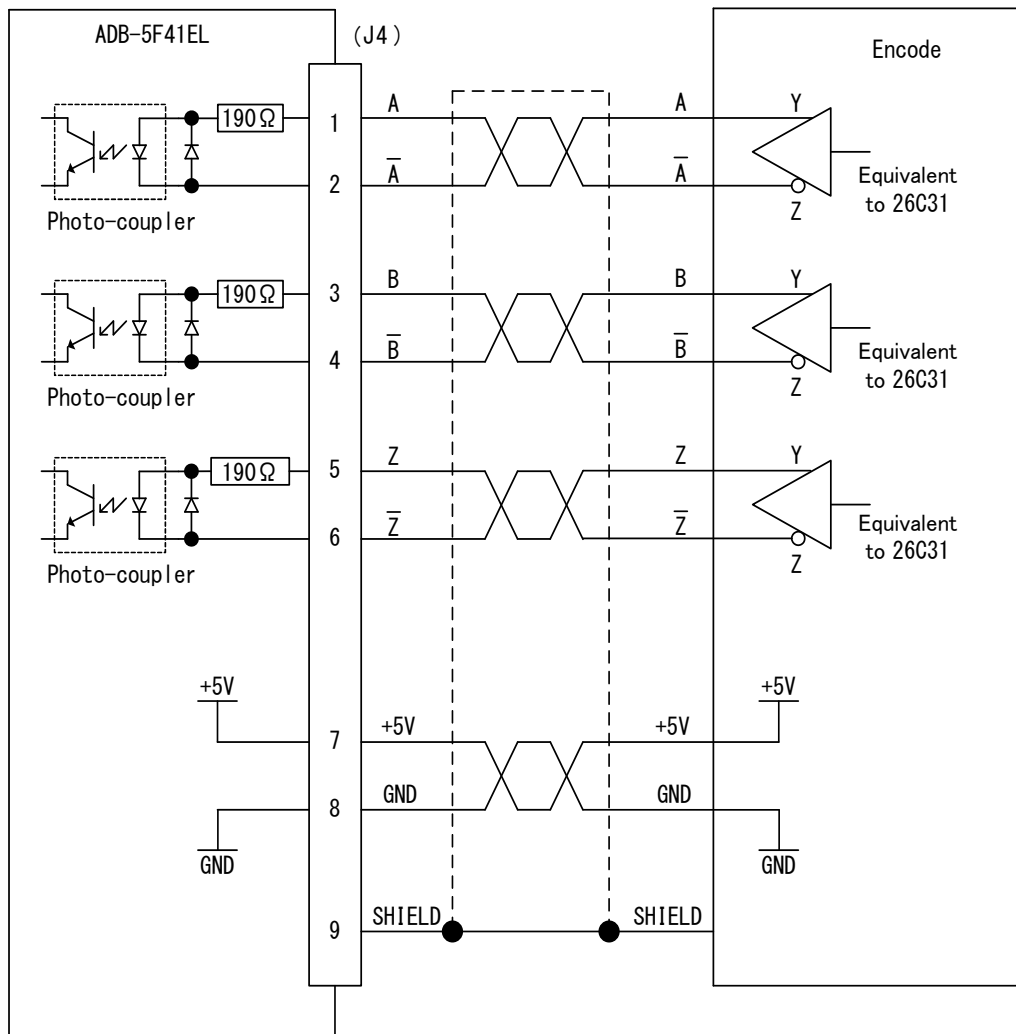 ADB-5F41EL
(J4)
Encode
190Ω
1
A
A
Y
2
A̅
A̅
Z
Equivalent
to 26C31
Photo-coupler
190Ω
3
B
B
Y
4
B̅
B̅
Z
Equivalent
to 26C31
Photo-coupler
190Ω
5
Z
Z
Y
6
Z̅
Z̅
Z
Equivalent
to 26C31
Photo-coupler
+5V
7
+5V
+5V
+5V
8
GND
GND
GND
GND
9
SHIELD
SHIELD